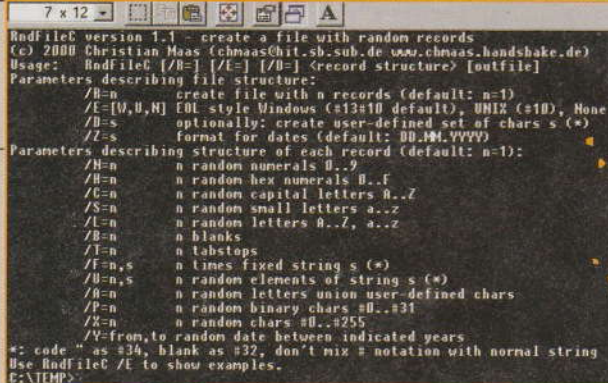 7 x 12 A
RndFileC version 1.1 - create a file with random records
(c) 2000 Christian Maas (chmaas@hit.sb.sub.de www.chmaas.handshake.de)
Usage: RndFileC [/R=] [/E=] [/D=] <record structure> [outfile]
Parameters describing file structure:
/R=n create file with n records (default: n=1)
/E=[W,U,N] EOL style Windows (#13#10 default), UNIX (#10), None
/D=s optionally: create user-defined set of chars s (*)
/Z=s format for dates (default: DD.MM.YYYY)
Parameters describing structure of each record (default: n=1):
/N=n n random numerals 0..9
/H=n n random hex numerals 0..F
/C=n n random capital letters A..Z
/S=n n random small letters a..z
/L=n n random letters A..Z, a..z
/B=n n blanks
/T=n n tabstops
/F=n,s n times fixed string s (*)
/U=n,s n random elements of string s (*)
/A=n n random letters union user-defined chars
/P=n n random binary chars #0..#31
/X=n n random chars #0..#255
/Y=from,to random date between indicated years
*: code " as #34, blank as #32, don't mix # notation with normal string
Use RndFileC /E to show examples.
C:\TEMP>